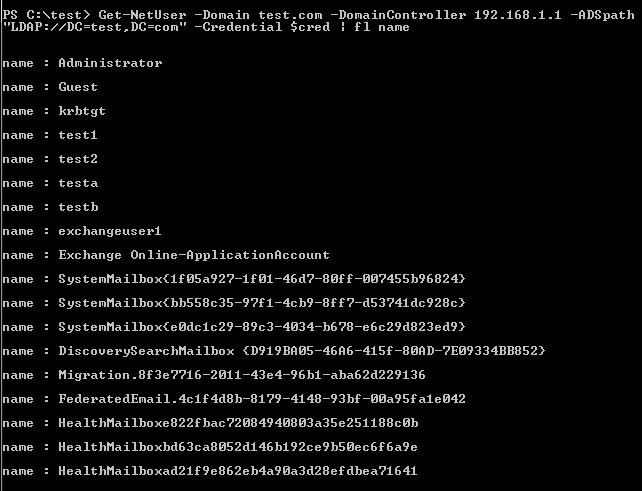 PS C:\test> Get-NetUser -Domain test.com -DomainController 192.168.1.1 -ADSpath
"LDAP://DC=test,DC=com" -Credential $cred | fl name
name : Administrator
name : Guest
name : krbtgt
name : test1
name : test2
name : testa
name : testb
name : exchangeuser1
name : Exchange Online-ApplicationAccount
name : SystemMailbox{1f05a927-1f01-46d7-80ff-007455b96824}
name : SystemMailbox{bb558c35-97f1-4cb9-8ff7-d53741dc928c}
name : SystemMailbox{e0dc1c29-89c3-4034-b678-e6c29d823ed9}
name : DiscoverySearchMailbox {D919BA05-46A6-415f-80AD-7E09334BB852}
name : Migration.8f3e7716-2011-43e4-96b1-aba62d229136
name : FederatedEmail.4c1f4d8b-8179-4148-93bf-00a95fa1e042
name : HealthMailboxe822fbac72084940803a35e251188c0b
name : HealthMailboxbd63ca8052d146b192ce9b50ec6f6a9e
name : HealthMailboxad21f9e862eb4a90a3d28efdbea71641